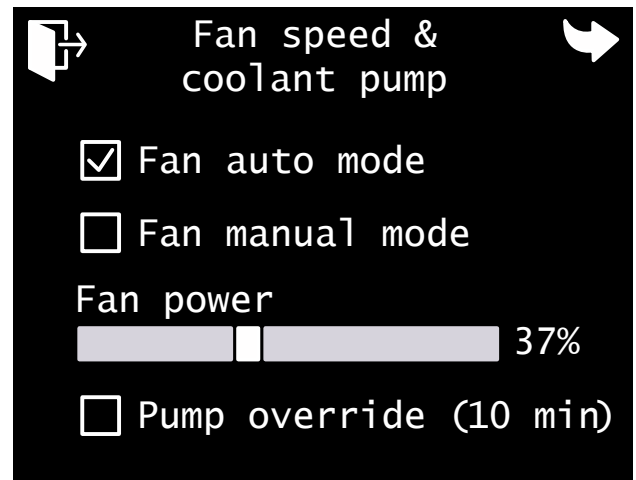 Fan speed &
coolant pump
Fan auto mode
Fan manual mode
Fan power
37%
Pump override (10 min)